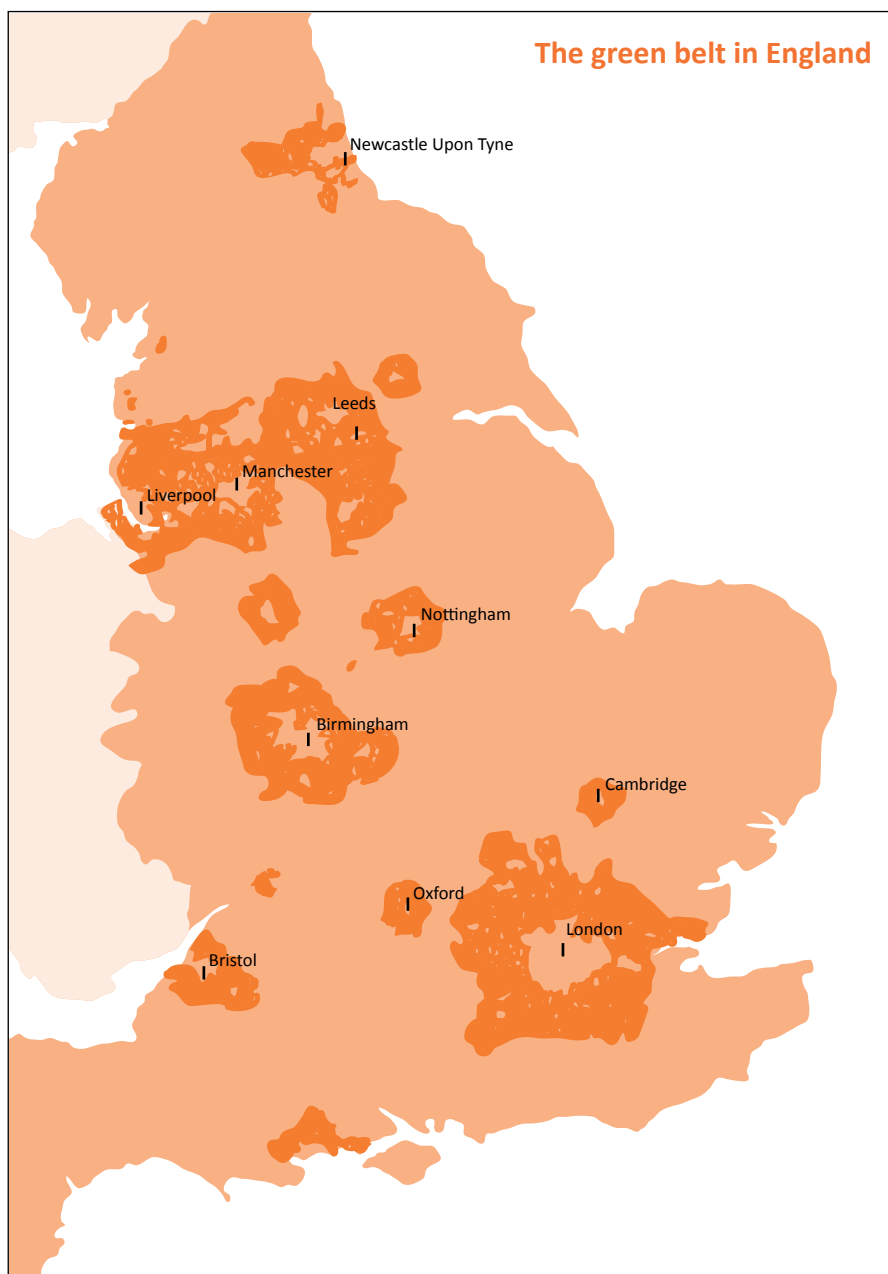 The green belt in England
Newcastle Upon Tyne
Leeds
Manchester
Liverpool
Nottingham
Birmingham
Cambridge
Oxford
London
Bristol